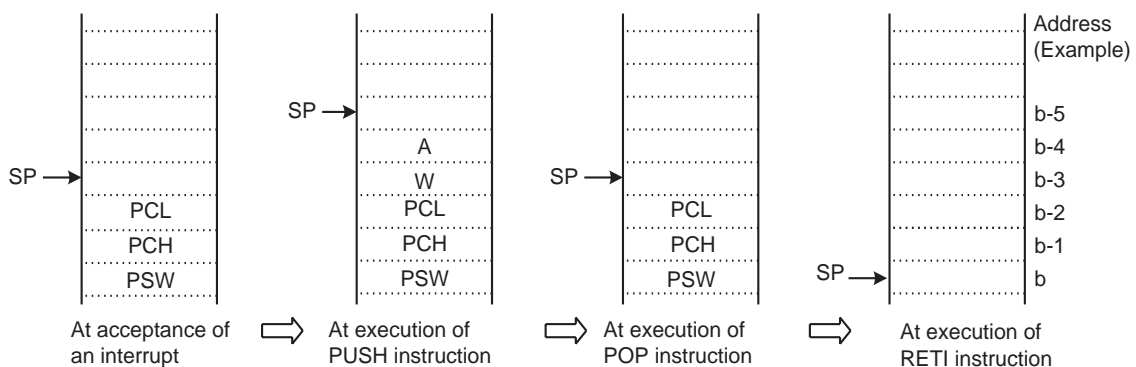 Address
(Example)
SP
b-5
A
b-4
SP
W
SP
b-3
PCL
PCL
PCL
b-2
PCH
PCH
PCH
b-1
PSW
PSW
PSW
SP
b
At acceptance of
an interrupt
At execution of
PUSH instruction
At execution of
POP instruction
At execution of
RETI instruction